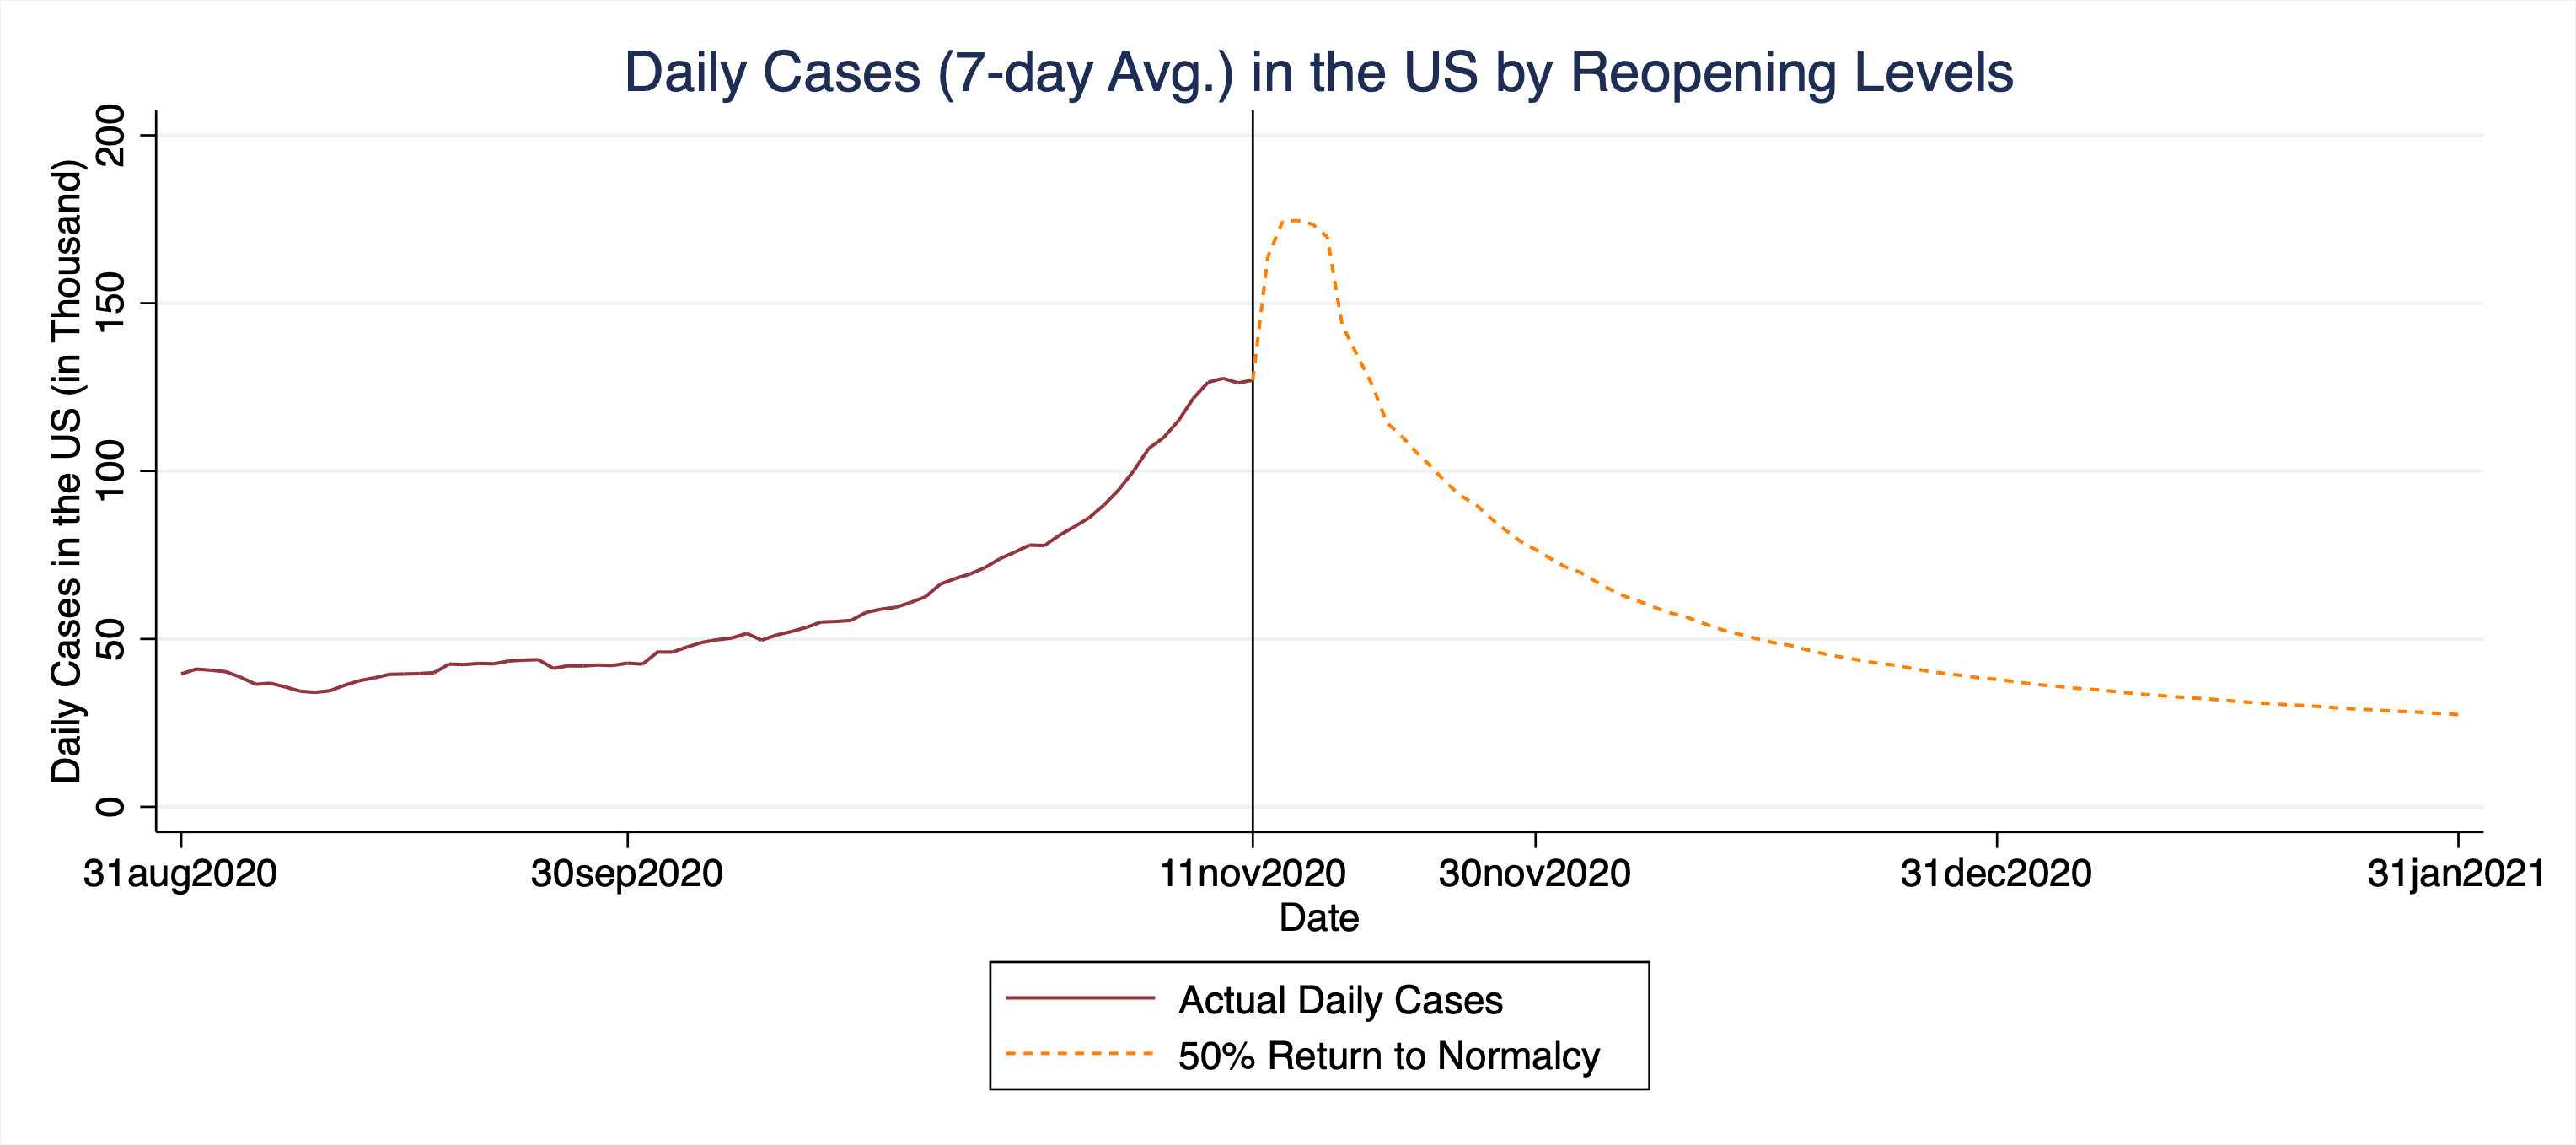 Daily Cases (7-day Avg.) in the US by Reopening Levels
Daily Cases in the US (in Thousand)
200
150
100
50
0
31aug2020 30sep2020 11nov2020 30nov2020 31dec2020 31jan2021
Date
Actual Daily Cases
50% Return to Normalcy